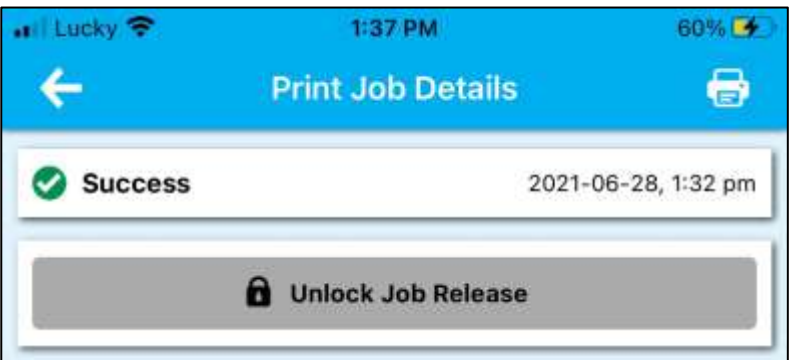 Lucky 1:37 PM 60%
Print Job Details
Success 2021-06-28, 1:32 pm
Unlock Job Release